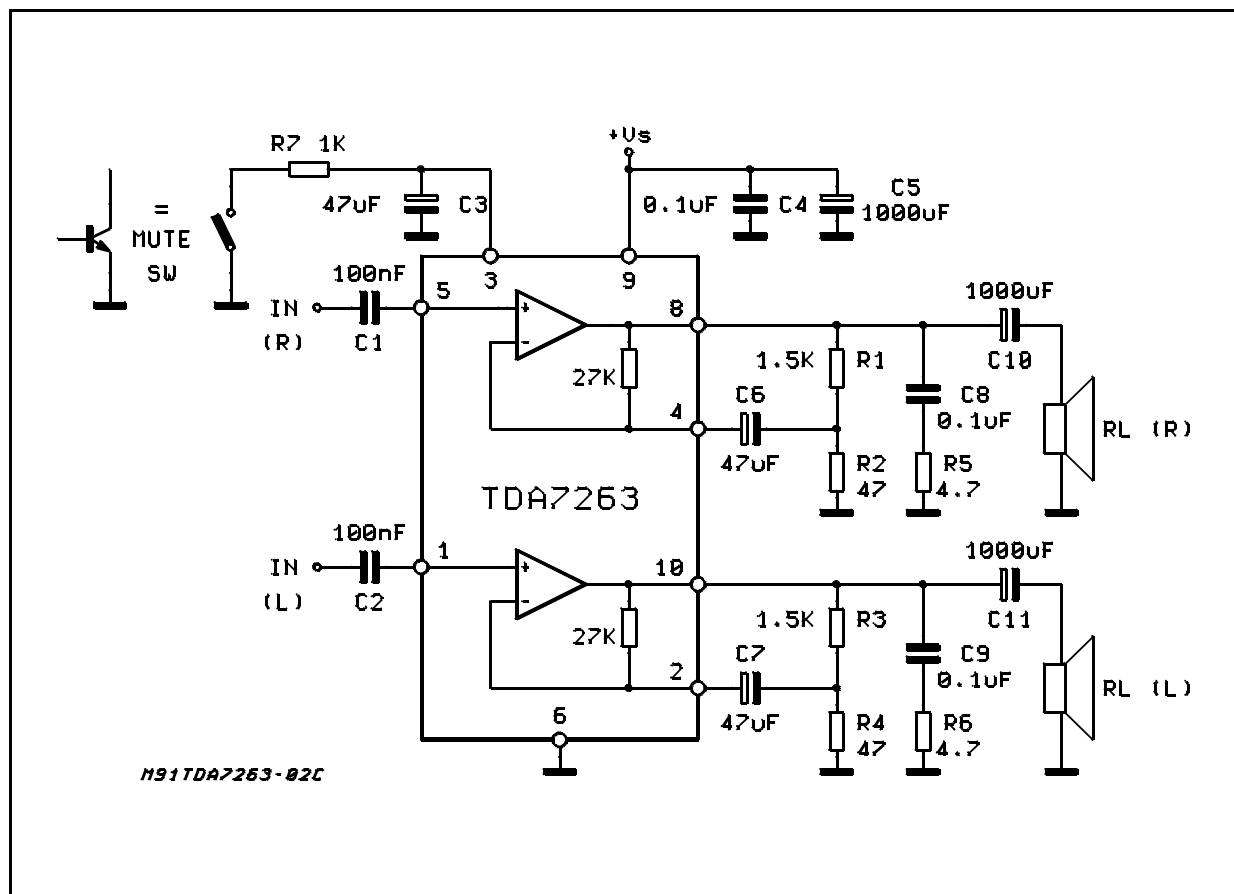 +Vs
R7 1K
47uF
C3
0.1uF
C4
C5
1000uF
=
MUTE
SW
3
9
100nF
5
IN
(R)
C1
+
-
27K
8
4
1000uF
C10
1.5K
R1
C6
47uF
C8
0.1uF
R2
47
R5
4.7
RL (R)
TDA7263
100nF
1
IN
(L)
C2
+
-
27K
10
2
1000uF
C11
1.5K
R3
C7
47uF
C9
0.1uF
R4
47
R6
4.7
RL (L)
6
M91TDA7263-02C